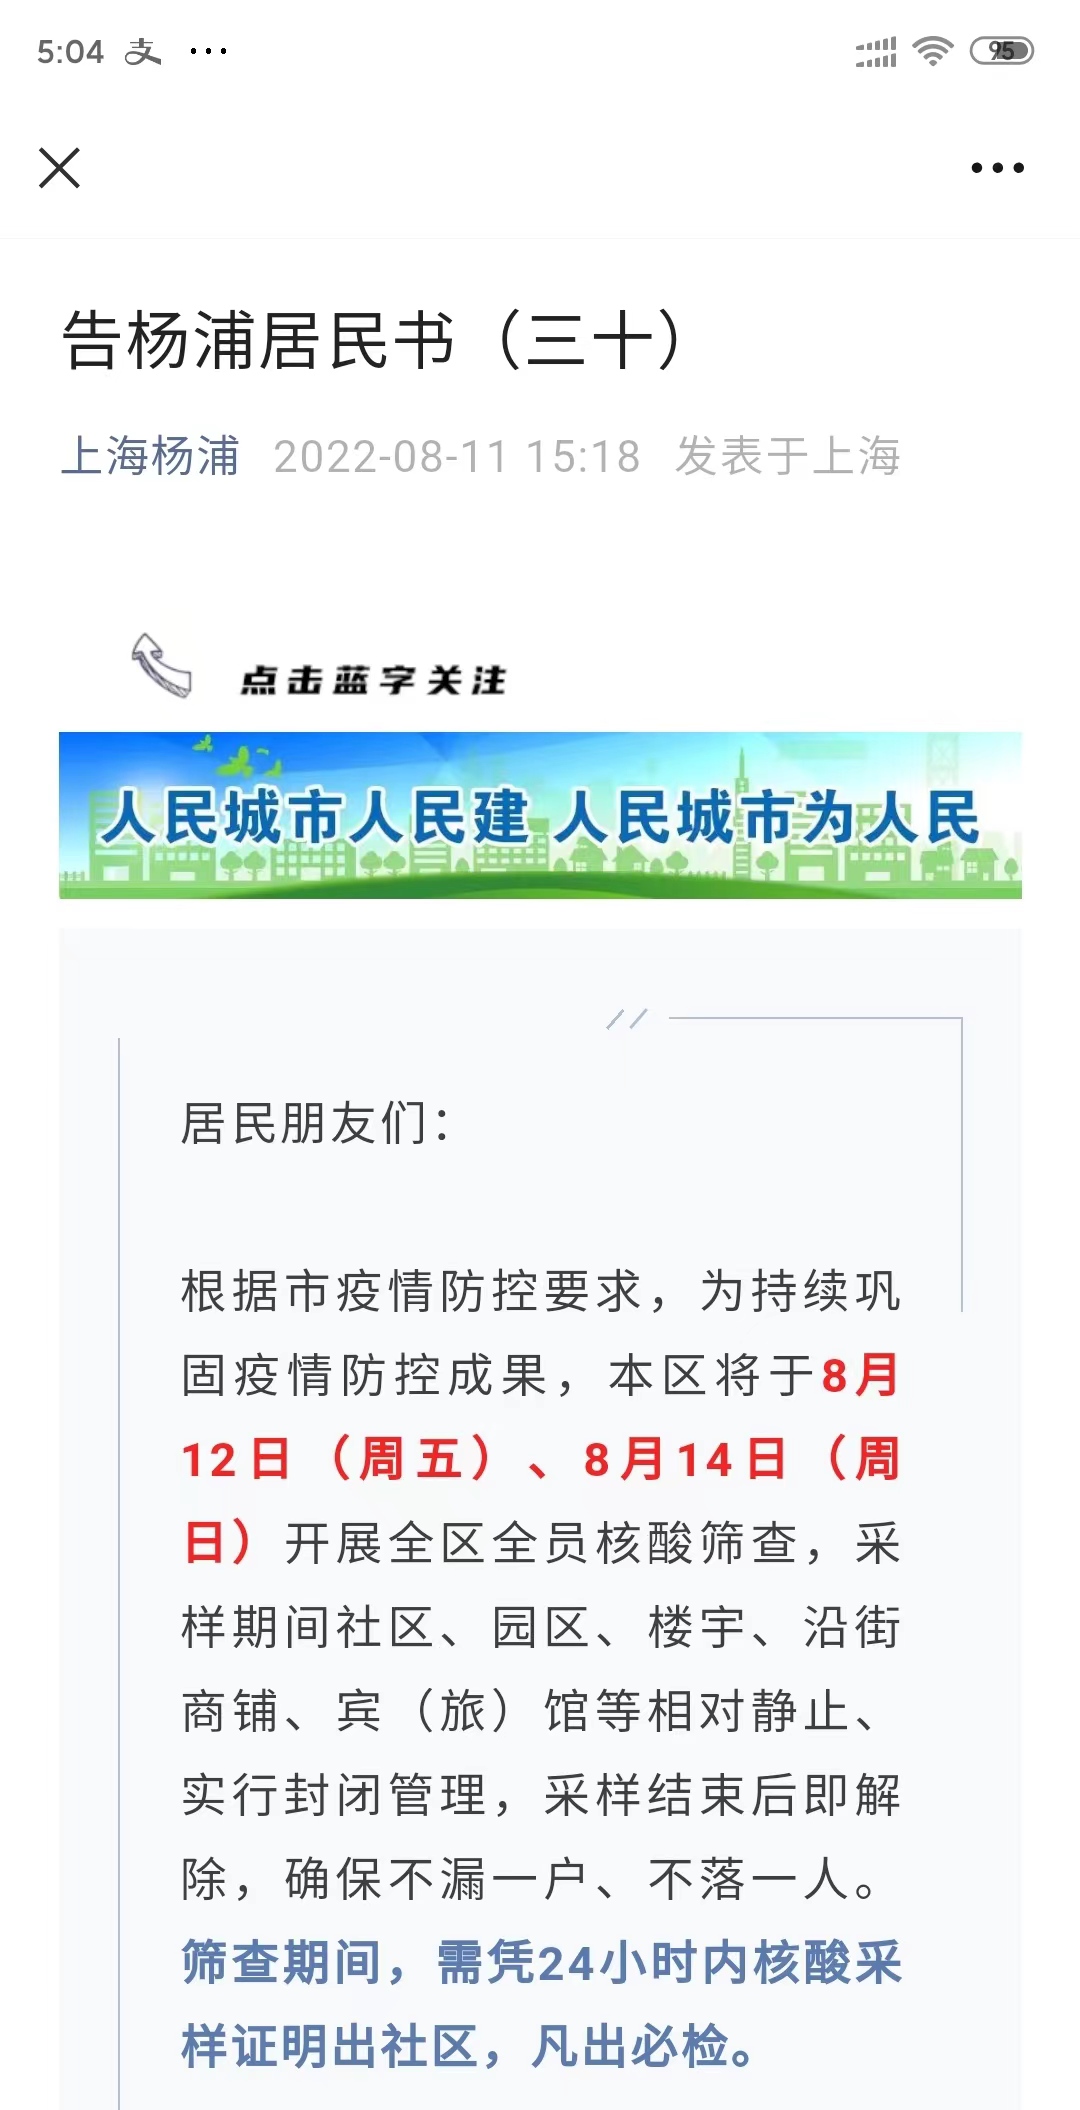 5:04 支 ···
95
告杨浦居民书（三十）
上海杨浦 2022-08-11 15:18 发表于上海
点击蓝字关注
人民城市人民建 人民城市为人民
居民朋友们：
根据市疫情防控要求，为持续巩
固疫情防控成果，本区将于8月
12日（周五）、8月14日（周
日）开展全区全员核酸筛查，采
样期间社区、园区、楼宇、沿街
商铺、宾（旅）馆等相对静止、
实行封闭管理，采样结束后即解
除，确保不漏一户、不落一人。
筛查期间，需凭24小时内核酸采
样证明出社区，凡出必检。